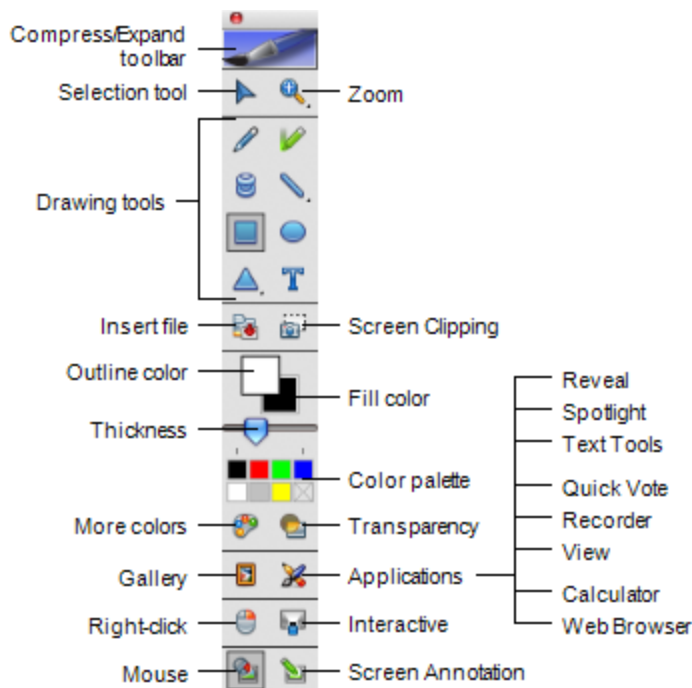 Compress/Expand
toolbar
Selection tool
Zoom
Drawing tools
T
Insert file
Screen Clipping
Outline color
Fill color
Thickness
Color palette
More colors
Transparency
Gallery
Applications
Right-click
Interactive
Mouse
Screen Annotation
Reveal
Spotlight
Text Tools
Quick Vote
Recorder
View
Calculator
Web Browser